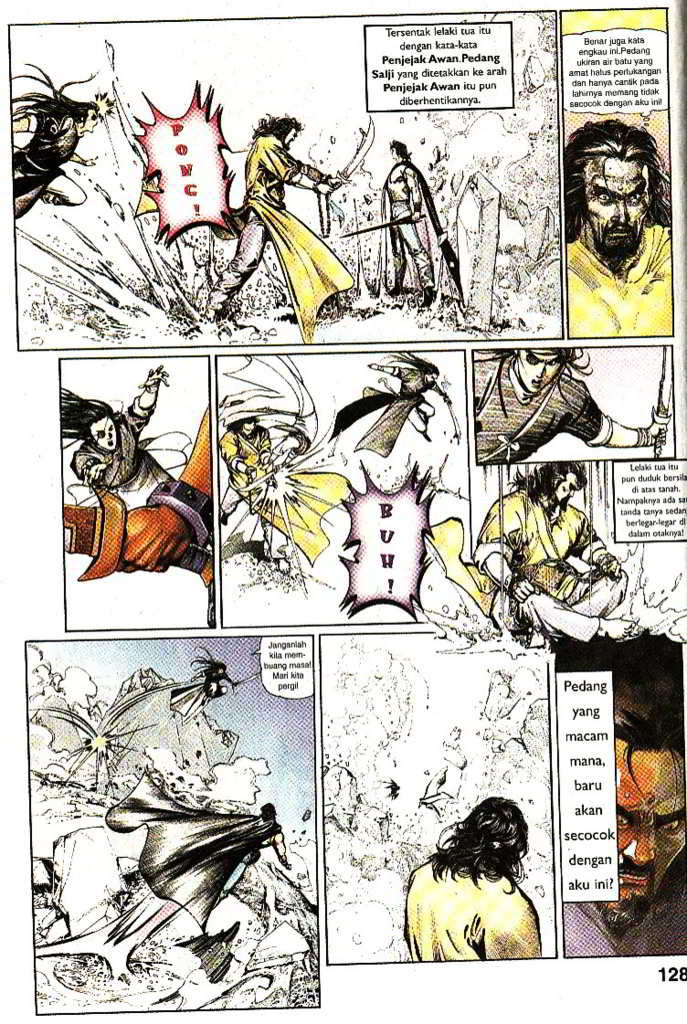 Tersentak lelaki tua itu
dengan kata-kata
Penjejak Awan.Pedang
Salji yang ditetakkan ke arah
Penjejak Awan itu pun
diberhentikannya.
Benar juga kata
engkau ini.Pedang
ukiran air batu yang
amat halus pertukangan
dan hanya cantik pada
lahirnya memang tidak
secocok dengan aku ini!
PONG!
BUH!
Lelaki tua itu
pun duduk bersila
di atas tanah.
Nampaknya ada sa
tanda tanya sedan
berlegar-legar di
dalam otaknya!
Janganlah
kita mem-
buang masa!
Mari kita
pergi!
Pedang
yang
macam
mana,
baru
akan
secocok
dengan
aku ini?
128